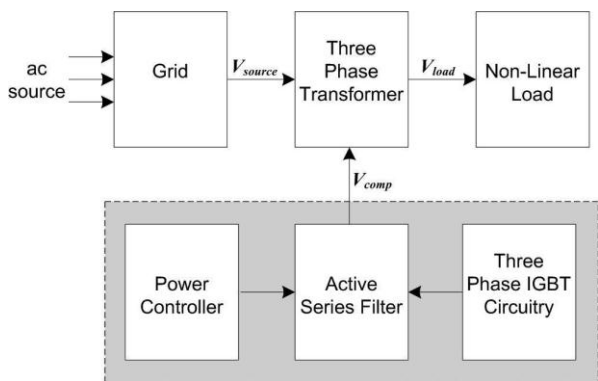 ac
source
Grid
V_source
Three
Phase
Transformer
V_load
Non-Linear
Load
V_comp
Power
Controller
Active
Series Filter
Three
Phase IGBT
Circuitry